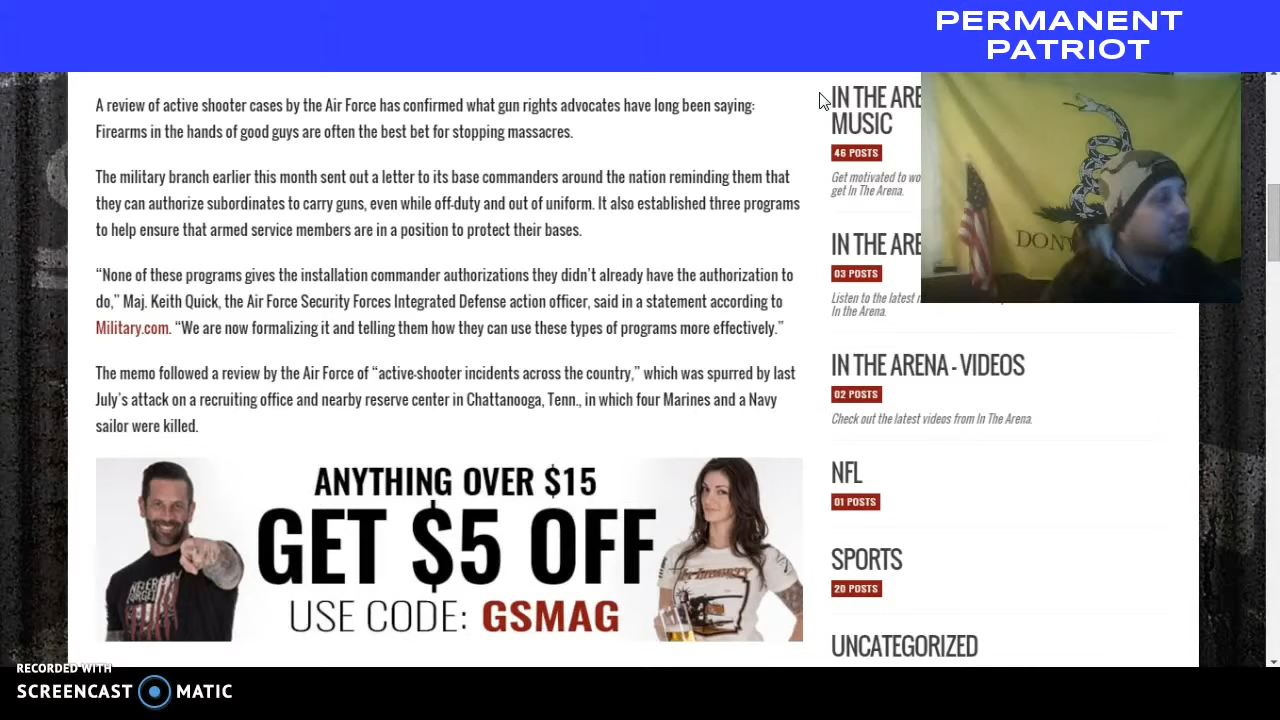 PERMANENT
PATRIOT
A review of active shooter cases by the Air Force has confirmed what gun rights advocates have long been saying:
Firearms in the hands of good guys are often the best bet for stopping massacres.
The military branch earlier this month sent out a letter to its base commanders around the nation reminding them that
they can authorize subordinates to carry guns, even while off-duty and out of uniform. It also established three programs
to help ensure that armed service members are in a position to protect their bases.
“None of these programs gives the installation commander authorizations they didn’t already have the authorization to
do,” Maj. Keith Quick, the Air Force Security Forces Integrated Defense action officer, said in a statement according to
Military.com. “We are now formalizing it and telling them how they can use these types of programs more effectively.”
The memo followed a review by the Air Force of “active-shooter incidents across the country,” which was spurred by last
July’s attack on a recruiting office and nearby reserve center in Chattanooga, Tenn., in which four Marines and a Navy
sailor were killed.
ANYTHING OVER $15
GET $5 OFF
USE CODE: GSMAG
NEVER
FORGET
IN THE ARE
MUSIC
46 POSTS
Get motivated to wo
get In The Arena.
IN THE ARE
03 POSTS
Listen to the latest
In the Arena.
IN THE ARENA - VIDEOS
02 POSTS
Check out the latest videos from In The Arena.
NFL
01 POSTS
SPORTS
20 POSTS
UNCATEGORIZED
DON
RECORDED WITH
SCREENCAST MATIC